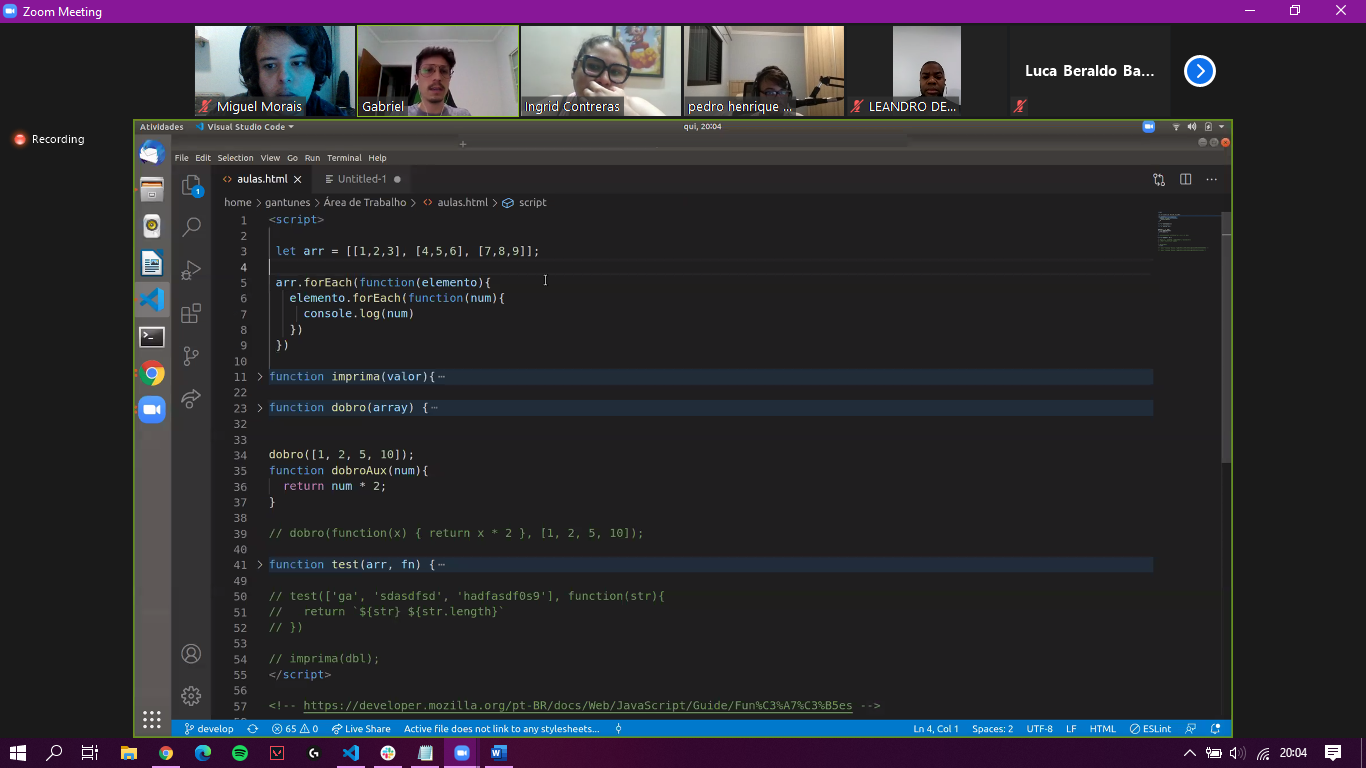 Zoom Meeting
Miguel Morais
Gabriel
Ingrid Contreras
pedro henrique ...
LEANDRO DE...
Luca Beraldo Ba...
Recording
Atividades
Visual Studio Code
qui, 20:04
File Edit Selection View Go Run Terminal Help
aulas.html
Untitled-1
home > gantunes > Área de Trabalho > aulas.html > script
1 <script>
2
3 let arr = [[1,2,3], [4,5,6], [7,8,9]];
4
5 arr.forEach(function(elemento){
6 elemento.forEach(function(num){
7 console.log(num)
8 })
9 })
10
11 function imprima(valor){
22
23 function dobro(array) {
32
33
34 dobro([1, 2, 5, 10]);
35 function dobroAux(num){
36 return num * 2;
37 }
38
39 // dobro(function(x) { return x * 2 }, [1, 2, 5, 10]);
40
41 function test(arr, fn) {
49
50 // test(['ga', 'sdasdfsd', 'hadfasdf0s9'], function(str){
51 // return `${str} ${str.length}`
52 // })
53
54 // imprima(dbl);
55 </script>
56
57 <!-- https://developer.mozilla.org/pt-BR/docs/Web/JavaScript/Guide/Fun%C3%A7%C3%B5es -->
1
develop
65
0
Live Share
Active file does not link to any stylesheets...
Ln 4, Col 1
Spaces: 2
UTF-8
LF
HTML
ESLint
20:04